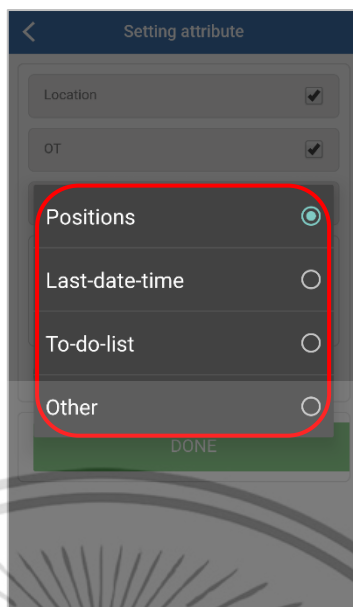 Setting attribute
Location
OT
Positions
Last-date-time
To-do-list
Other
DONE